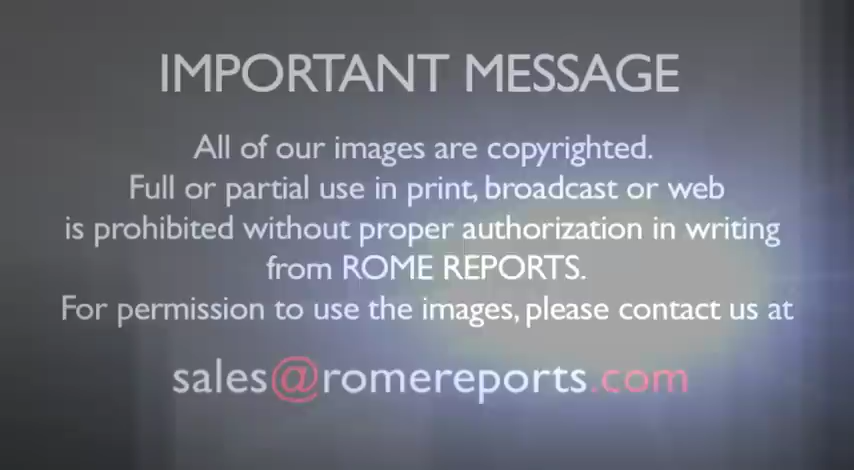 IMPORTANT MESSAGE
All of our images are copyrighted.
Full or partial use in print, broadcast or web
is prohibited without proper authorization in writing
from ROME REPORTS.
For permission to use the images, please contact us at
sales@romereports.com